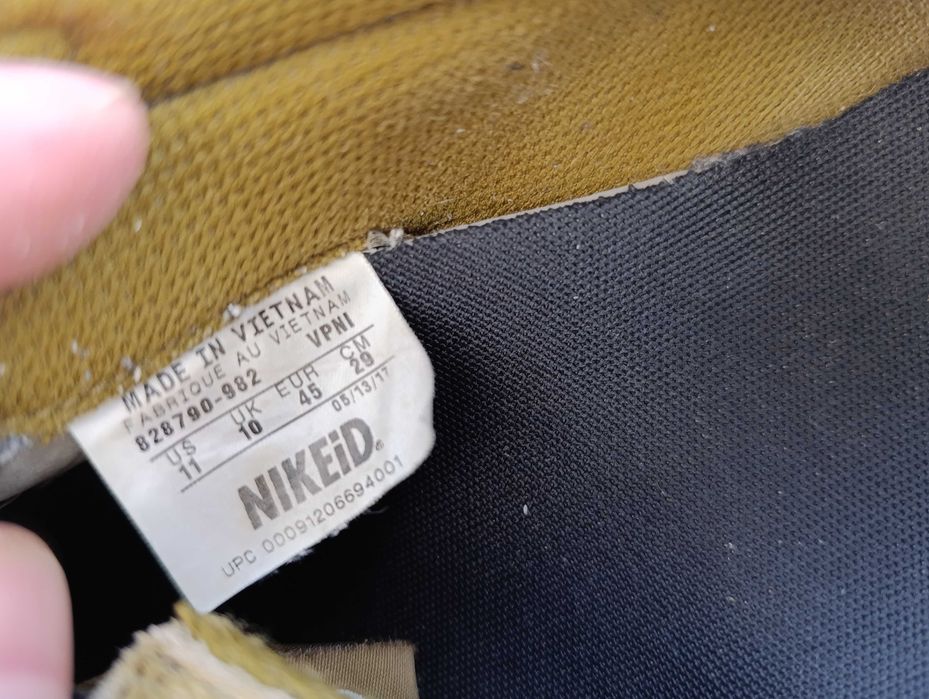 MADE IN VIETNAM
FABRIQUE AU VIETNAM
828790-982 VPNI
US UK EUR CM
11 10 45 29
05/13/17
NIKEiD®
UPC 00091206694001